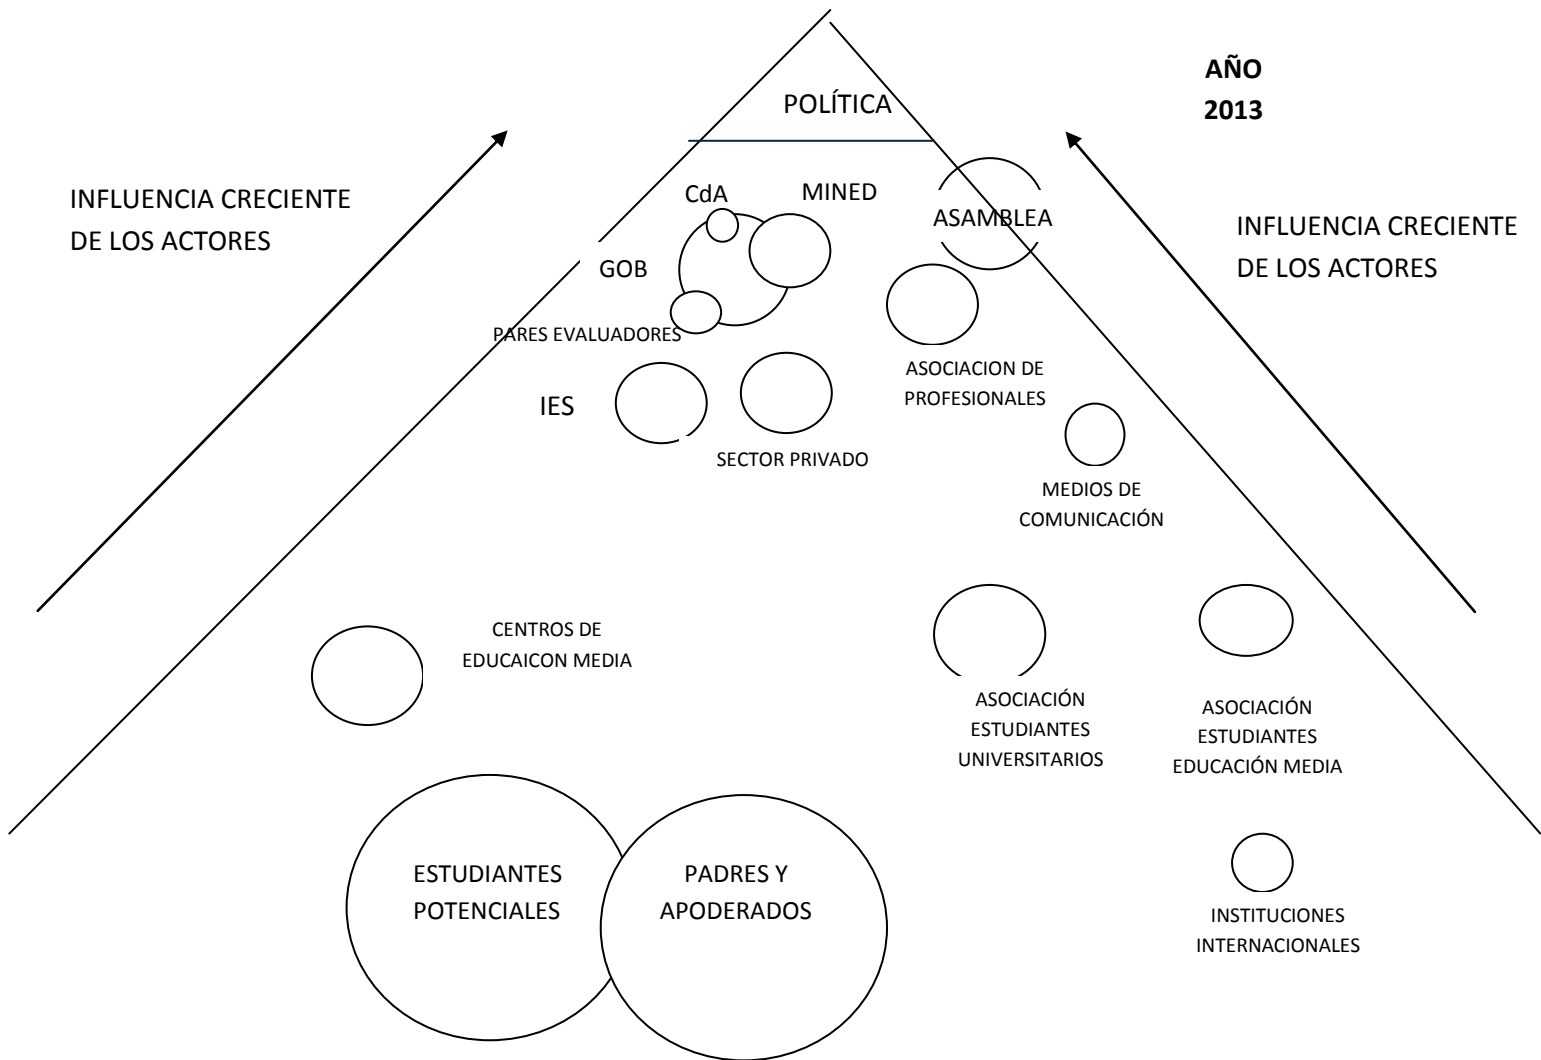 AÑO
2013
POLÍTICA
INFLUENCIA CRECIENTE
DE LOS ACTORES
CdA
MINED
ASAMBLEA
INFLUENCIA CRECIENTE
DE LOS ACTORES
GOB
PARES EVALUADORES
ASOCIACION DE
PROFESIONALES
IES
SECTOR PRIVADO
MEDIOS DE
COMUNICACIÓN
CENTROS DE
EDUCAICON MEDIA
ASOCIACIÓN
ESTUDIANTES
UNIVERSITARIOS
ASOCIACIÓN
ESTUDIANTES
EDUCACIÓN MEDIA
ESTUDIANTES
POTENCIALES
PADRES Y
APODERADOS
INSTITUCIONES
INTERNACIONALES